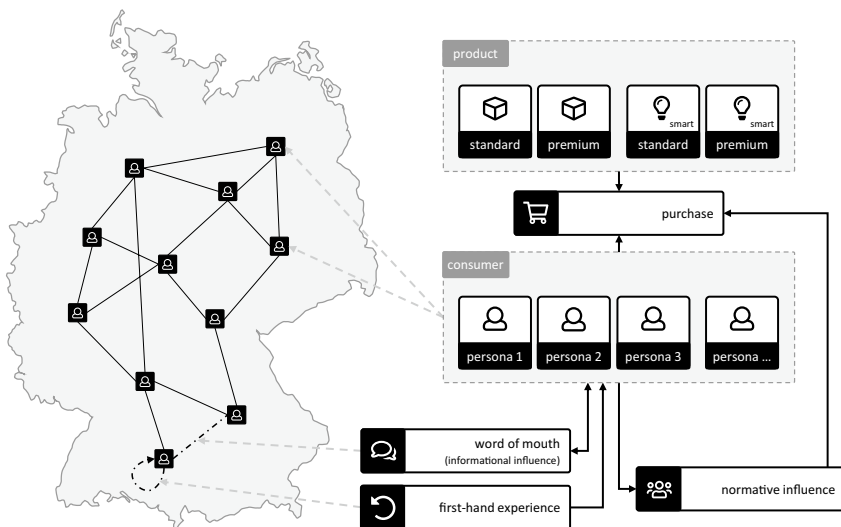 product
smart
smart
standard
premium
standard
premium
purchase
consumer
persona 1
persona 2
persona 3
persona ...
word of mouth
(informational influence)
normative influence
first-hand experience